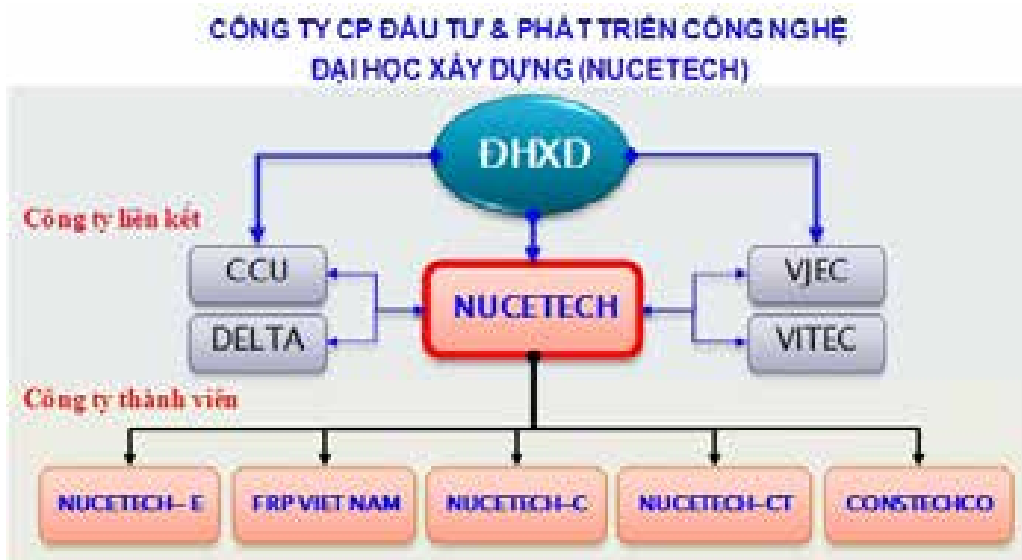 CÔNG TY CP ĐẦU TƯ & PHÁT TRIỂN CÔNG NGHỆ
ĐẠI HỌC XÂY DỰNG (NUCETECH)
ĐHXD
Công ty liên kết
CCU
VJEC
NUCETECH
DELTA
VITEC
Công ty thành viên
NUCETECH-E
FRP VIET NAM
NUCETECH-C
NUCETECH-CT
CONSTECHCO